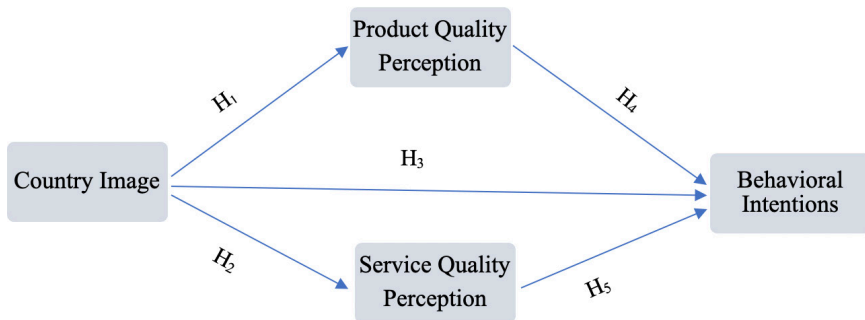 Product Quality
Perception
H₁
H₄
H₃
Country Image
Behavioral
Intentions
H₂
Service Quality
Perception
H₅